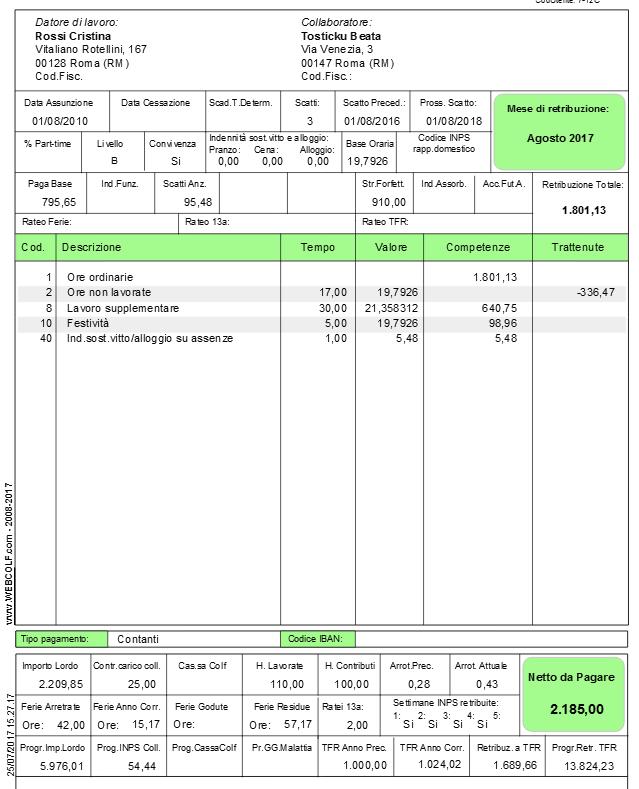 Datore di lavoro: Collaboratore:
Rossi Cristina Tosticku Beata
Vitaliano Rotellini, 167 Via Venezia, 3
00128 Roma (RM) 00147 Roma (RM)
Cod.Fisc. Cod.Fisc.:
Data Assunzione Data Cessazione Scad.T.Determ. Scatti: Scatto Preced.: Pross. Scatto: Mese di retribuzione:
01/08/2010 3 01/08/2016 01/08/2018 Agosto 2017
% Part-time Livello Convivenza Indennità sost.vitto e alloggio: Base Oraria Codice INPS
Pranzo: Cena: Alloggio: rapp.domestico
B Si 0,00 0,00 0,00 19,7926
Paga Base Ind.Funz. Scatti Anz. Str.Forfett. Ind.Assorb. Acc.Fut.A. Retribuzione Totale:
795,65 95,48 910,00 1.801,13
Rateo Ferie: Rateo 13a: Rateo TFR:
Cod. Descrizione Tempo Valore Competenze Trattenute
1 Ore ordinarie 1.801,13
2 Ore non lavorate 17,00 19,7926 -336,47
8 Lavoro supplementare 30,00 21,358312 640,75
10 Festività 5,00 19,7926 98,96
40 Ind.sost.vitto/alloggio su assenze 1,00 5,48 5,48
www.WEBCOLF.com - 2008-2017
Tipo pagamento: Contanti Codice IBAN:
Importo Lordo Contr.carico coll. Cassa Colf H. Lavorate H. Contributi Arrot.Prec. Arrot. Attuale Netto da Pagare
2.209,85 25,00 110,00 100,00 0,28 0,43 2.185,00
Ferie Arretrate Ferie Anno Corr. Ferie Godute Ferie Residue Ratei 13a: Settimane INPS retribuite:
1: 2: 3: 4: 5:
Ore: 42,00 Ore: 15,17 Ore: Ore: 57,17 2,00 Si Si Si Si
Progr.Imp.Lordo Prog.INPS Coll. Prog.CassaColf Pr.GG.Malattia TFR Anno Prec. TFR Anno Corr. Retribuz. a TFR Progr.Retr. TFR
5.976,01 54,44 1.000,00 1.024,02 1.689,66 13.824,23
25/07/2017 15.27.17